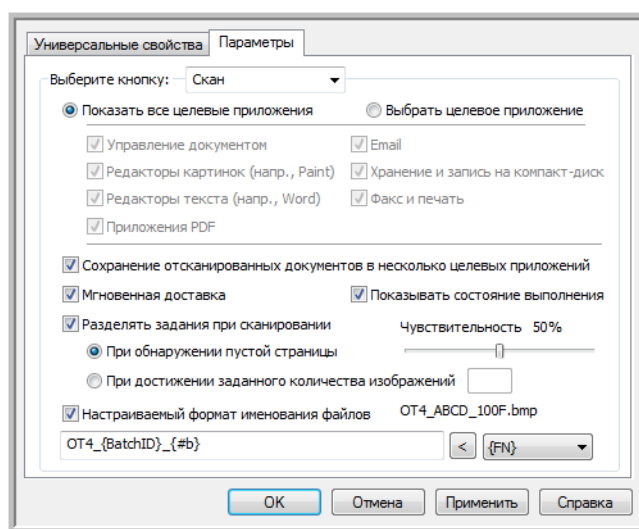 Универсальные свойства Параметры
Выберите кнопку: Скан
Показать все целевые приложения Выбрать целевое приложение
Управление документом Email
Редакторы картинок (напр., Paint) Хранение и запись на компакт-диск
Редакторы текста (напр., Word) Факс и печать
Приложения PDF
Сохранение отсканированных документов в несколько целевых приложений
Мгновенная доставка Показывать состояние выполнения
Разделять задания при сканировании Чувствительность 50%
При обнаружении пустой страницы
При достижении заданного количества изображений
Настраиваемый формат именования файлов OT4_ABCD_100F.bmp
OT4_{BatchID}_{#b} < {FN}
OK Отмена Применить Справка